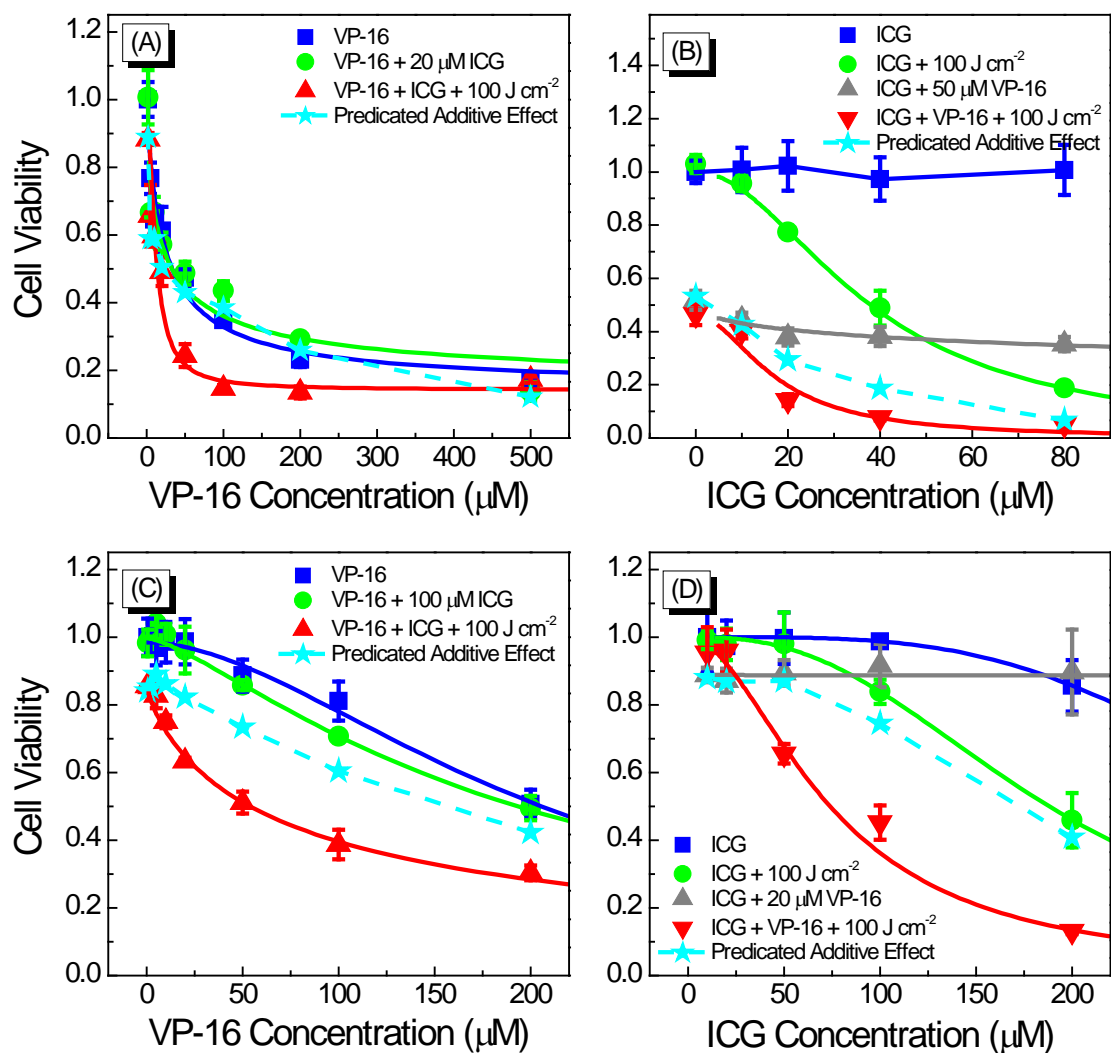 (A)
VP-16
VP-16 + 20 μM ICG
VP-16 + ICG + 100 J cm⁻²
Predicated Additive Effect
1.2
1.0
0.8
0.6
0.4
0.2
0.0
Cell Viability
0 100 200 300 400 500
VP-16 Concentration (μM)
(B)
ICG
ICG + 100 J cm⁻²
ICG + 50 μM VP-16
ICG + VP-16 + 100 J cm⁻²
Predicated Additive Effect
1.4
1.2
1.0
0.8
0.6
0.4
0.2
0.0
0 20 40 60 80
ICG Concentration (μM)
(C)
VP-16
VP-16 + 100 μM ICG
VP-16 + ICG + 100 J cm⁻²
Predicated Additive Effect
1.2
1.0
0.8
0.6
0.4
0.2
0.0
Cell Viability
0 50 100 150 200
VP-16 Concentration (μM)
(D)
1.2
1.0
0.8
0.6
0.4
0.2
0.0
ICG
ICG + 100 J cm⁻²
ICG + 20 μM VP-16
ICG + VP-16 + 100 J cm⁻²
Predicated Additive Effect
0 50 100 150 200
ICG Concentration (μM)